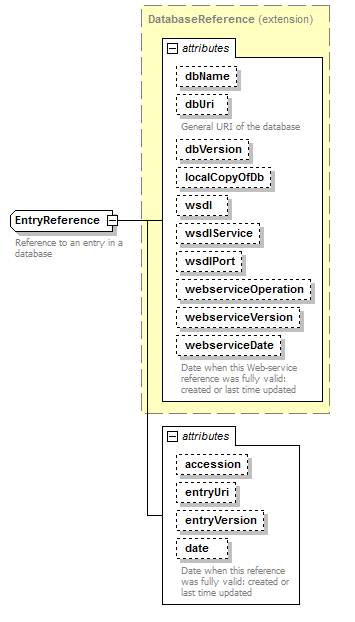 DatabaseReference (extension)
attributes
dbName
dbUri
General URI of the database
dbVersion
localCopyOfDb
wsdl
EntryReference
Reference to an entry in a
database
wsdlService
wsdlPort
webserviceOperation
webserviceVersion
webserviceDate
Date when this Web-service
reference was fully valid:
created or last time updated
attributes
accession
entryUri
entryVersion
date
Date when this reference
was fully valid: created or
last time updated